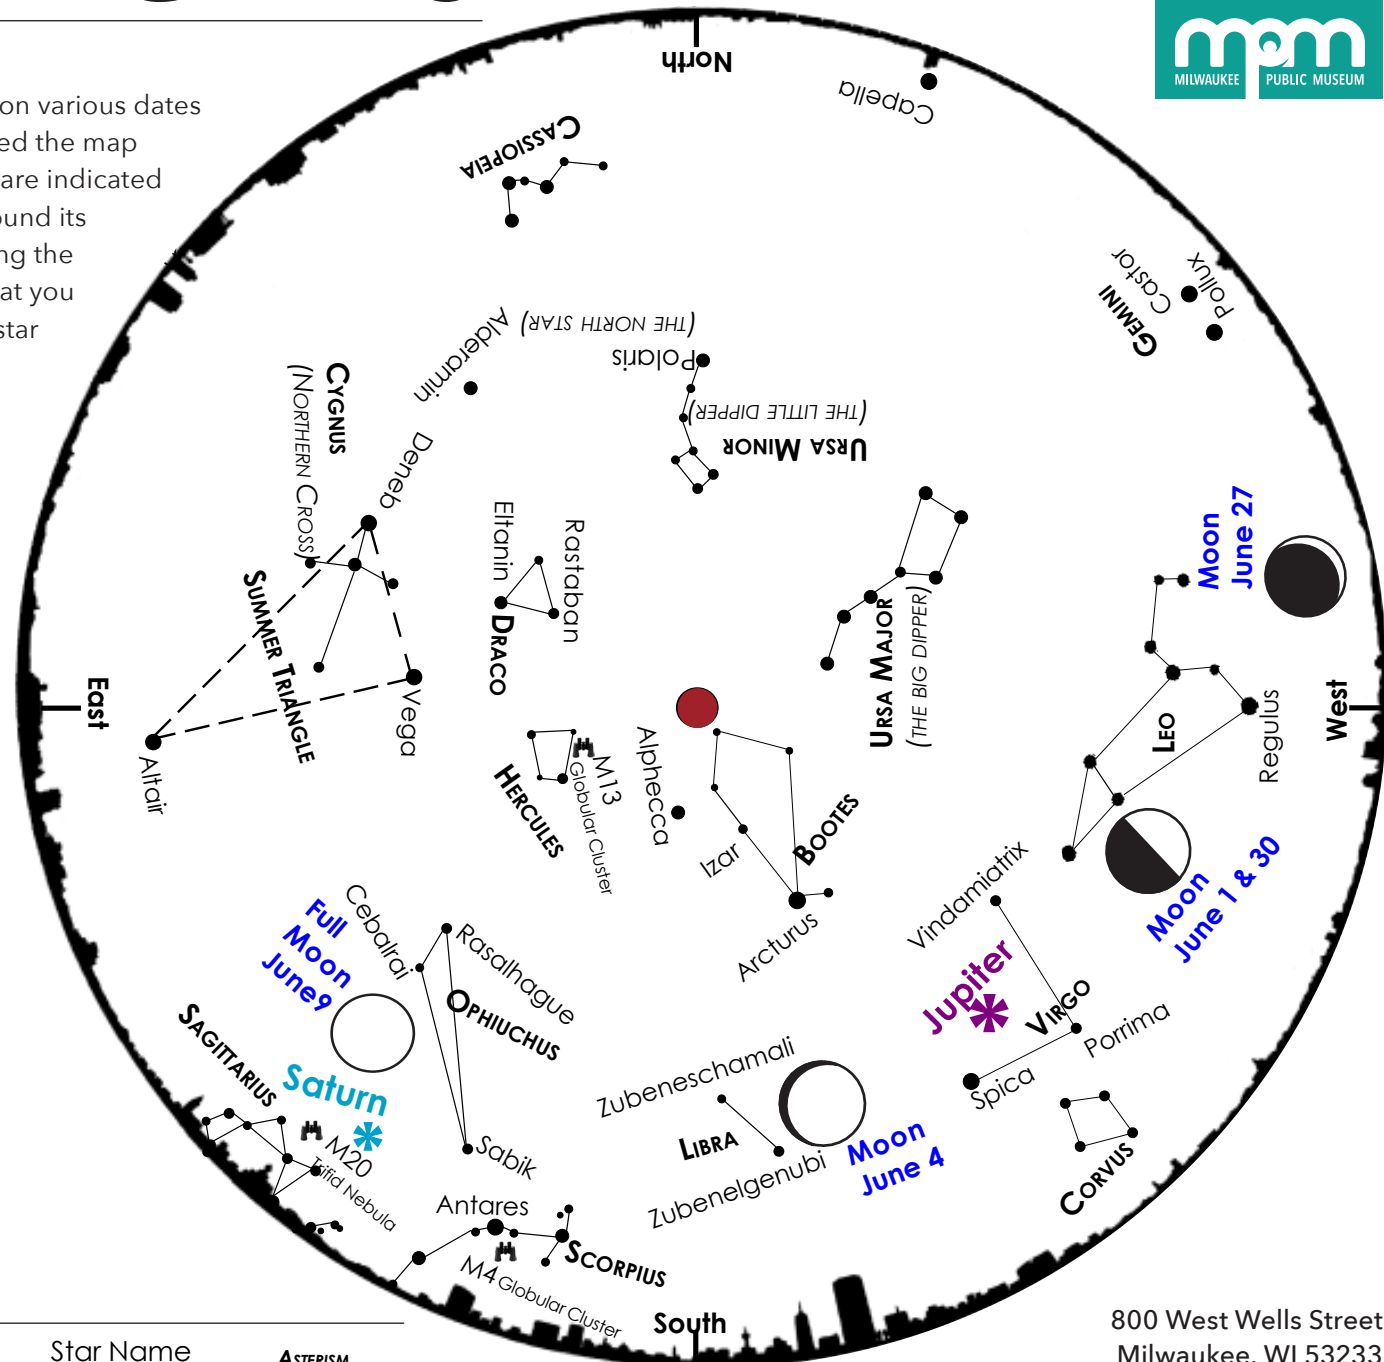 MILWAUKEE PUBLIC MUSEUM
on various dates
ed the map
are indicated
ound its
ng the
at you
star
North
Capella
CASSIOPEIA
Castor
Pollux
GEMINI
Alderamin
(THE NORTH STAR)
Polaris
(THE LITTLE DIPPER)
URSA MINOR
CYGNUS
(NORTHERN CROSS)
Deneb
SUMMER TRIANGLE
Vega
Altair
East
Eltanin
Rastaban
DRACO
URSA MAJOR
(THE BIG DIPPER)
Moon
June 27
LEO
Regulus
West
HERCULES
M13
Globular Cluster
Alphecca
Izar
BOOTES
Arcturus
Moon
June 1 & 30
Vindamiatrix
Jupiter
VIRGO
Porrima
Spica
CORVUS
Full
Moon
June9
Cebalrai
Rasalhague
OPHIUCHUS
Sabik
SAGITTARIUS
Saturn
M20
Trifid Nebula
Zubeneschamali
LIBRA
Zubenelgenubi
Moon
June 4
Antares
SCORPIUS
M4 Globular Cluster
South
Star Name
ASTERISM
800 West Wells Street
Milwaukee, WI 53233